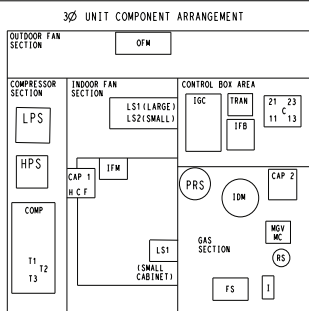 3Ø UNIT COMPONENT ARRANGEMENT
OUTDOOR FAN
SECTION
OFM
COMPRESSOR
SECTION
LPS
HPS
COMP
T1
T2
T3
INDOOR FAN
SECTION
LS1(LARGE)
LS2(SMALL)
CAP 1
H C F
IFM
LS1
(SMALL
CABINET)
CONTROL BOX AREA
IGC
TRAN
IFB
21 23
C
11 13
PRS
IDM
CAP 2
GAS
SECTION
MGV
MC
RS
FS
I